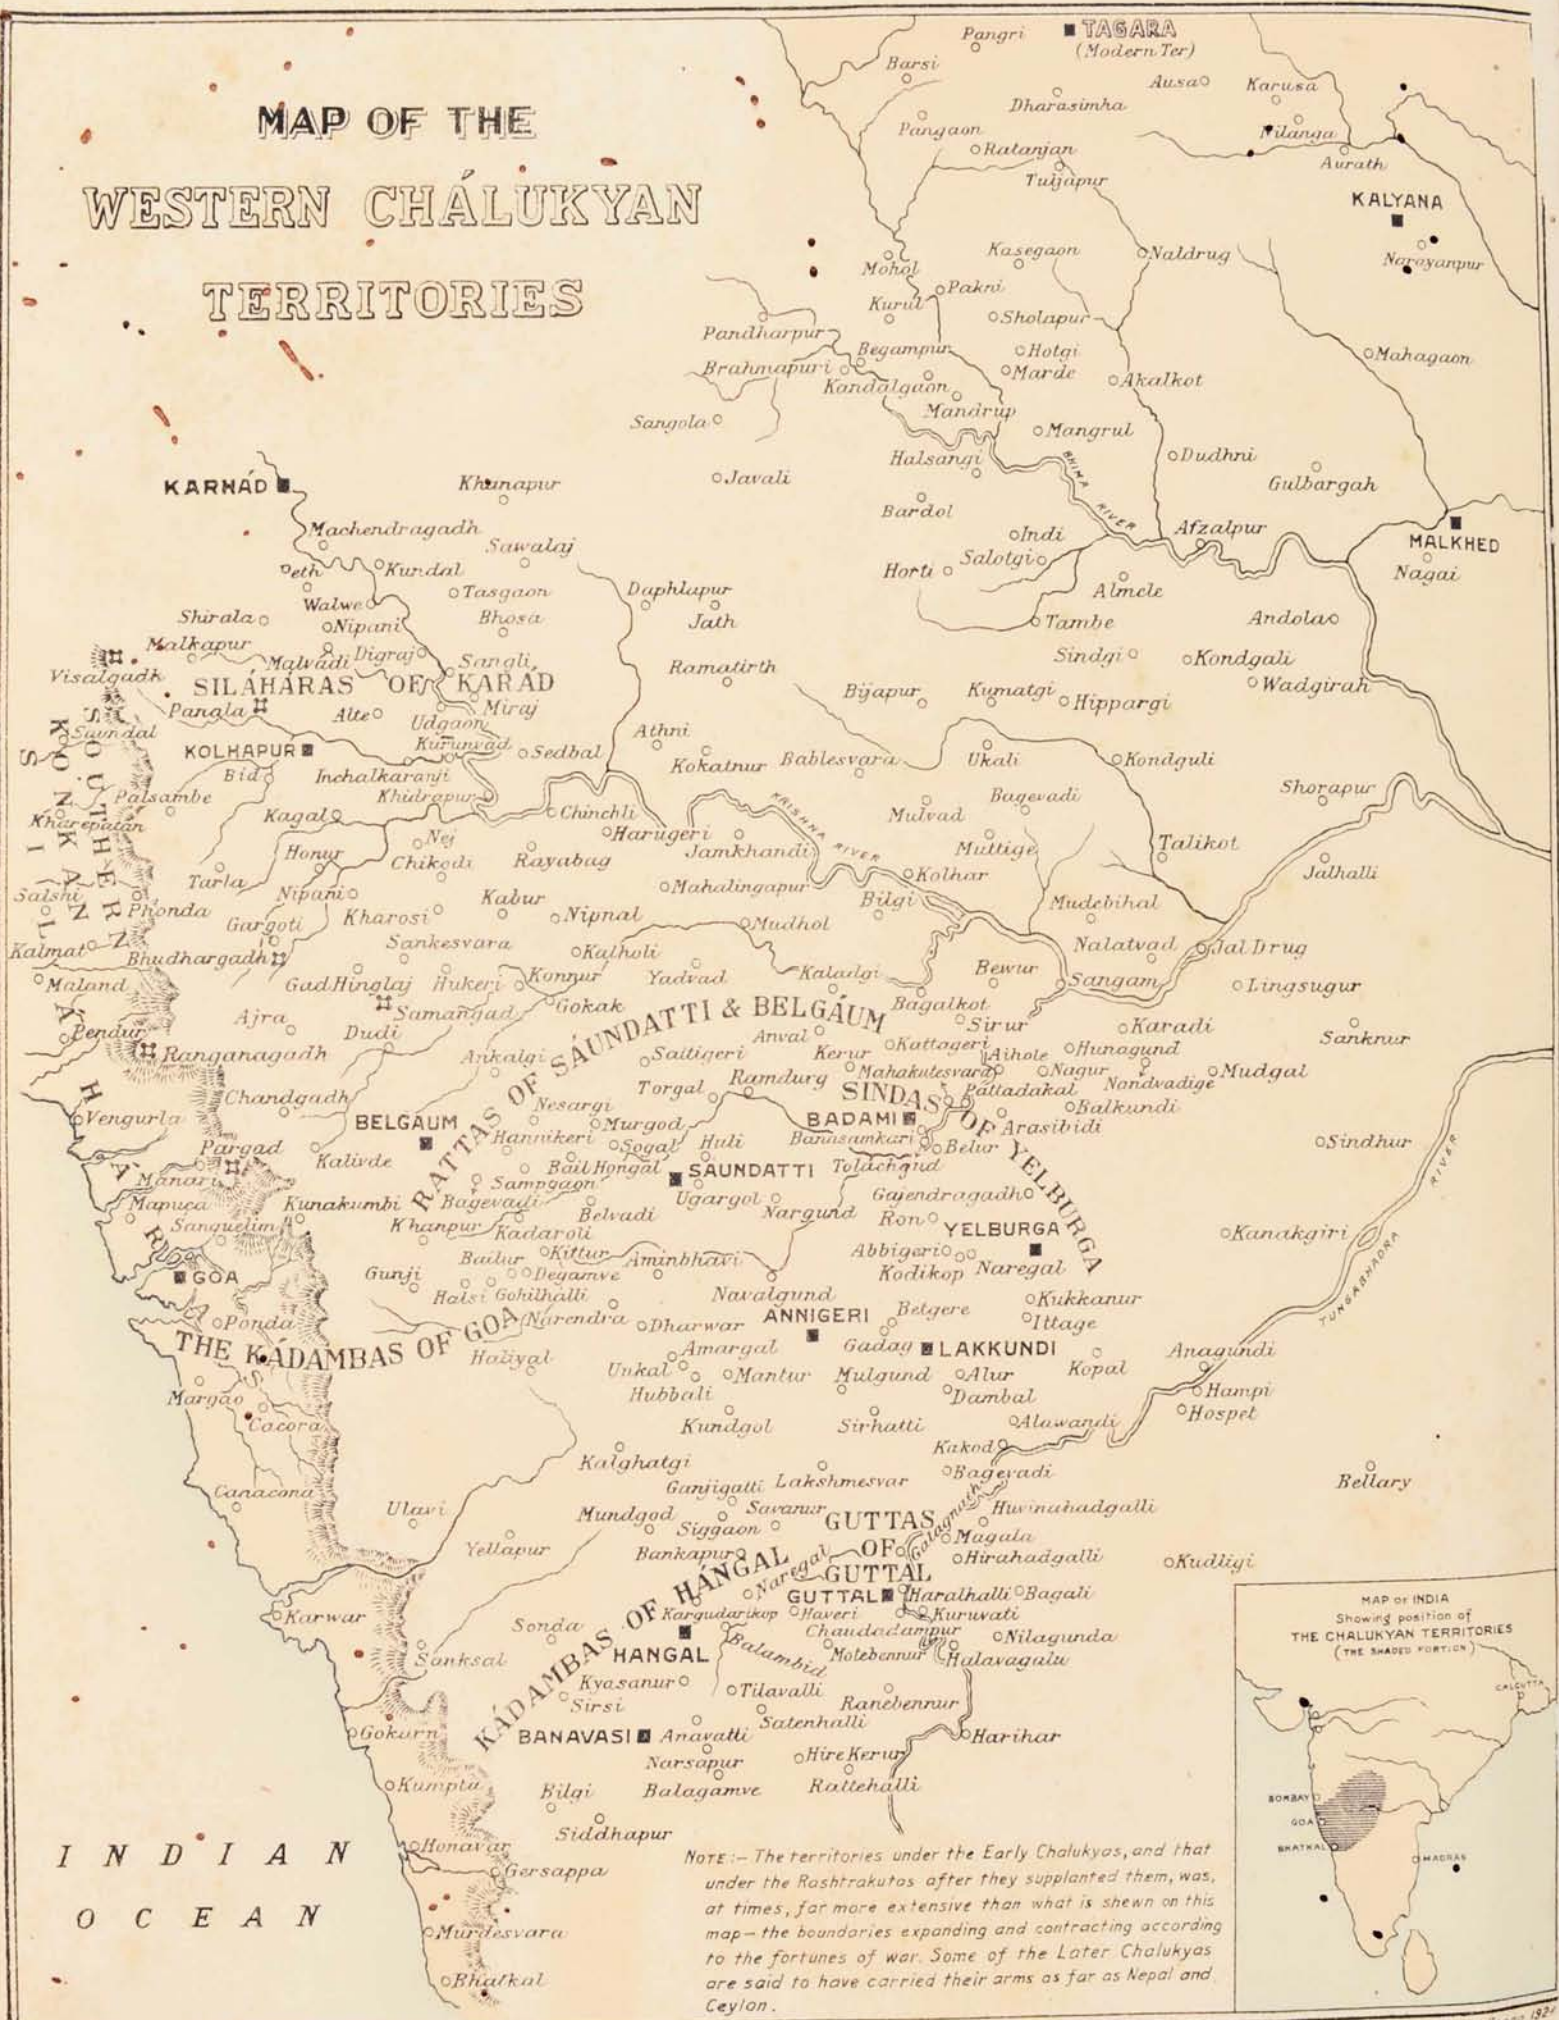 MAP OF THE
WESTERN CHÁLUKYAN
TERRITORIES
Pangri
TAGARA
(Modern Ter)
Barsi
Ausa
Karusa
Dharasimha
Pangaon
Nilanga
Ratanjan
Aurath
Tuljapur
KALYANA
Kasegaon
Naldrug
Mohol
Narayanpur
Pakni
Kurul
Sholapur
Pandharpur
Begampur
Hotgi
Mahagaon
Brahmapuri
Marde
Kandalgaon
Akalkot
Mandrup
Sangola
Mangrul
BHIMA RIVER
Halsangi
Dudhni
KARHÁD
Khanapur
Javali
Gulbargah
Bardol
Machendragadh
Indi
Afzalpur
MALKHED
Sawalaj
Salotgi
Peth
Kundal
Horti
Nagai
Tasgaon
Daphlapur
Almele
Walwe
Shirala
Nipani
Bhosa
Jath
Tambe
Andola
Malkapur
Malvadi
Digraj
Sangli
Sindgi
Kondgali
Visalgadh
Ramatirth
SILÁHÁRAS OF KARÁD
Wadgirah
Bijapur
Kumatgi
Hippargi
Panala
Alte
Miraj
Udgaon
Saundal
Athni
KOLHAPUR
Kurunvad
Sedbal
Kokatnur
Bablesvara
Ukali
Kondguli
Bid
Inchalkaranji
Shorapur
Palsambe
Khidrapur
Bagevadi
Kagal
Chinchli
KRISHNA RIVER
Mulvad
Kharepatan
Nej
Harugeri
Talikot
Honur
Chikodi
Rayabag
Jamkhandi
Muttige
Jalhalli
Tarla
Mahalingapur
Kolhar
Salshi
Nipani
Kabur
Bilgi
Mudebihal
Phonda
Gargoti
Kharosi
Nipnal
Mudhol
Kalmat
Sankesvara
Kalholi
Nalatvad
Jal Drug
Bhudhargadh
Konnur
Yadvad
Kaladgi
Bewur
Sangam
Maland
Gad Hinglaj
Hukeri
Lingsugur
Samangad
Gokak
Bagalkot
Ajra
Dudi
Sirur
Karadi
Pendur
Anval
Sanknur
Ranganagadh
Ankalgi
Saitigeri
Kerur
Kattageri
Aihole
Hunagund
Mahakutesvara
Nagur
Mudgal
Chandgadh
Torgal
Ramdurg
Pattadakal
Nandvadige
Nesargi
SINDAS OF YELBURGA
Balkundi
Vengurla
BELGAUM
Murgod
BADAMI
Arasibidi
Hannikeri
Sogal
Huli
Banasamkari
Belur
Sindhur
Pargad
Kalivde
Bail Hongal
SAUNDATTI
Tolachgud
Manari
Sampgaon
Mapuca
Kunakumbi
Bagevadi
Ugargol
Gajendragadh
Sanquelim
Khanpur
Belvadi
Nargund
Ron
Kadaroli
YELBURGA
Kanakgiri
Bailur
Kittur
Aminbhavi
Abbigeri
GOA
Gunji
Degamve
Kodikop
Naregal
TUNGABHADRA RIVER
Halsi
Gohilhalli
Navalgund
Kukkanur
RATTAS OF SÁUNDATTI & BELGÁUM
Ponda
Narendra
Dharwar
ANNIGERI
Betgere
Ittage
THE KÁDAMBAS OF GOA
Haliyal
Amargal
Gadag
LAKKUNDI
Anagundi
Unkal
Mantur
Mulgund
Alur
Kopal
Margão
Hubbali
Dambal
Hampi
Cacora
Kundgol
Sirhatti
Alawandi
Hospet
Kakod
Kalghatgi
Ganjigatti
Lakshmesvar
Bagevadi
Bellary
Canacona
Ulavi
Mundgod
Savanur
Galagnath
Huvinahadgalli
Siggaon
GUTTAS OF GUTTAL
Magala
Yellapur
Bankapur
Hirahadgalli
Kudligi
Naregal
GUTTAL
Haralhalli
Bagali
Karwar
Kargudarikop
Haveri
Kuruvati
Sonda
Chaudadampur
HANGAL
Balambid
Nilagunda
Sanksal
Motebennur
Halavagalu
Kyasanur
Tilavalli
Ranebennur
Sirsi
Satenhalli
Gokurn
BANAVASI
Anavatti
Harihar
KÁDAMBAS OF HÁNGAL
Narsapur
Hire Kerur
Kumpta
Bilgi
Balagamve
Rattehalli
Siddhapur
Honavar
Gersappa
Murdesvara
Bhatkal
SOUTHERN
KONKAN
SILÁHÁRAS
INDIAN
OCEAN
NOTE:- The territories under the Early Chalukyas, and that
under the Rashtrakutas after they supplanted them, was,
at times, far more extensive than what is shewn on this
map— the boundaries expanding and contracting according
to the fortunes of war. Some of the Later Chalukyas
are said to have carried their arms as far as Nepal and
Ceylon.
MAP OF INDIA
Showing position of
THE CHALUKYAN TERRITORIES
(THE SHADED PORTION)
CALCUTTA
BOMBAY
GOA
BHATKAL
MADRAS